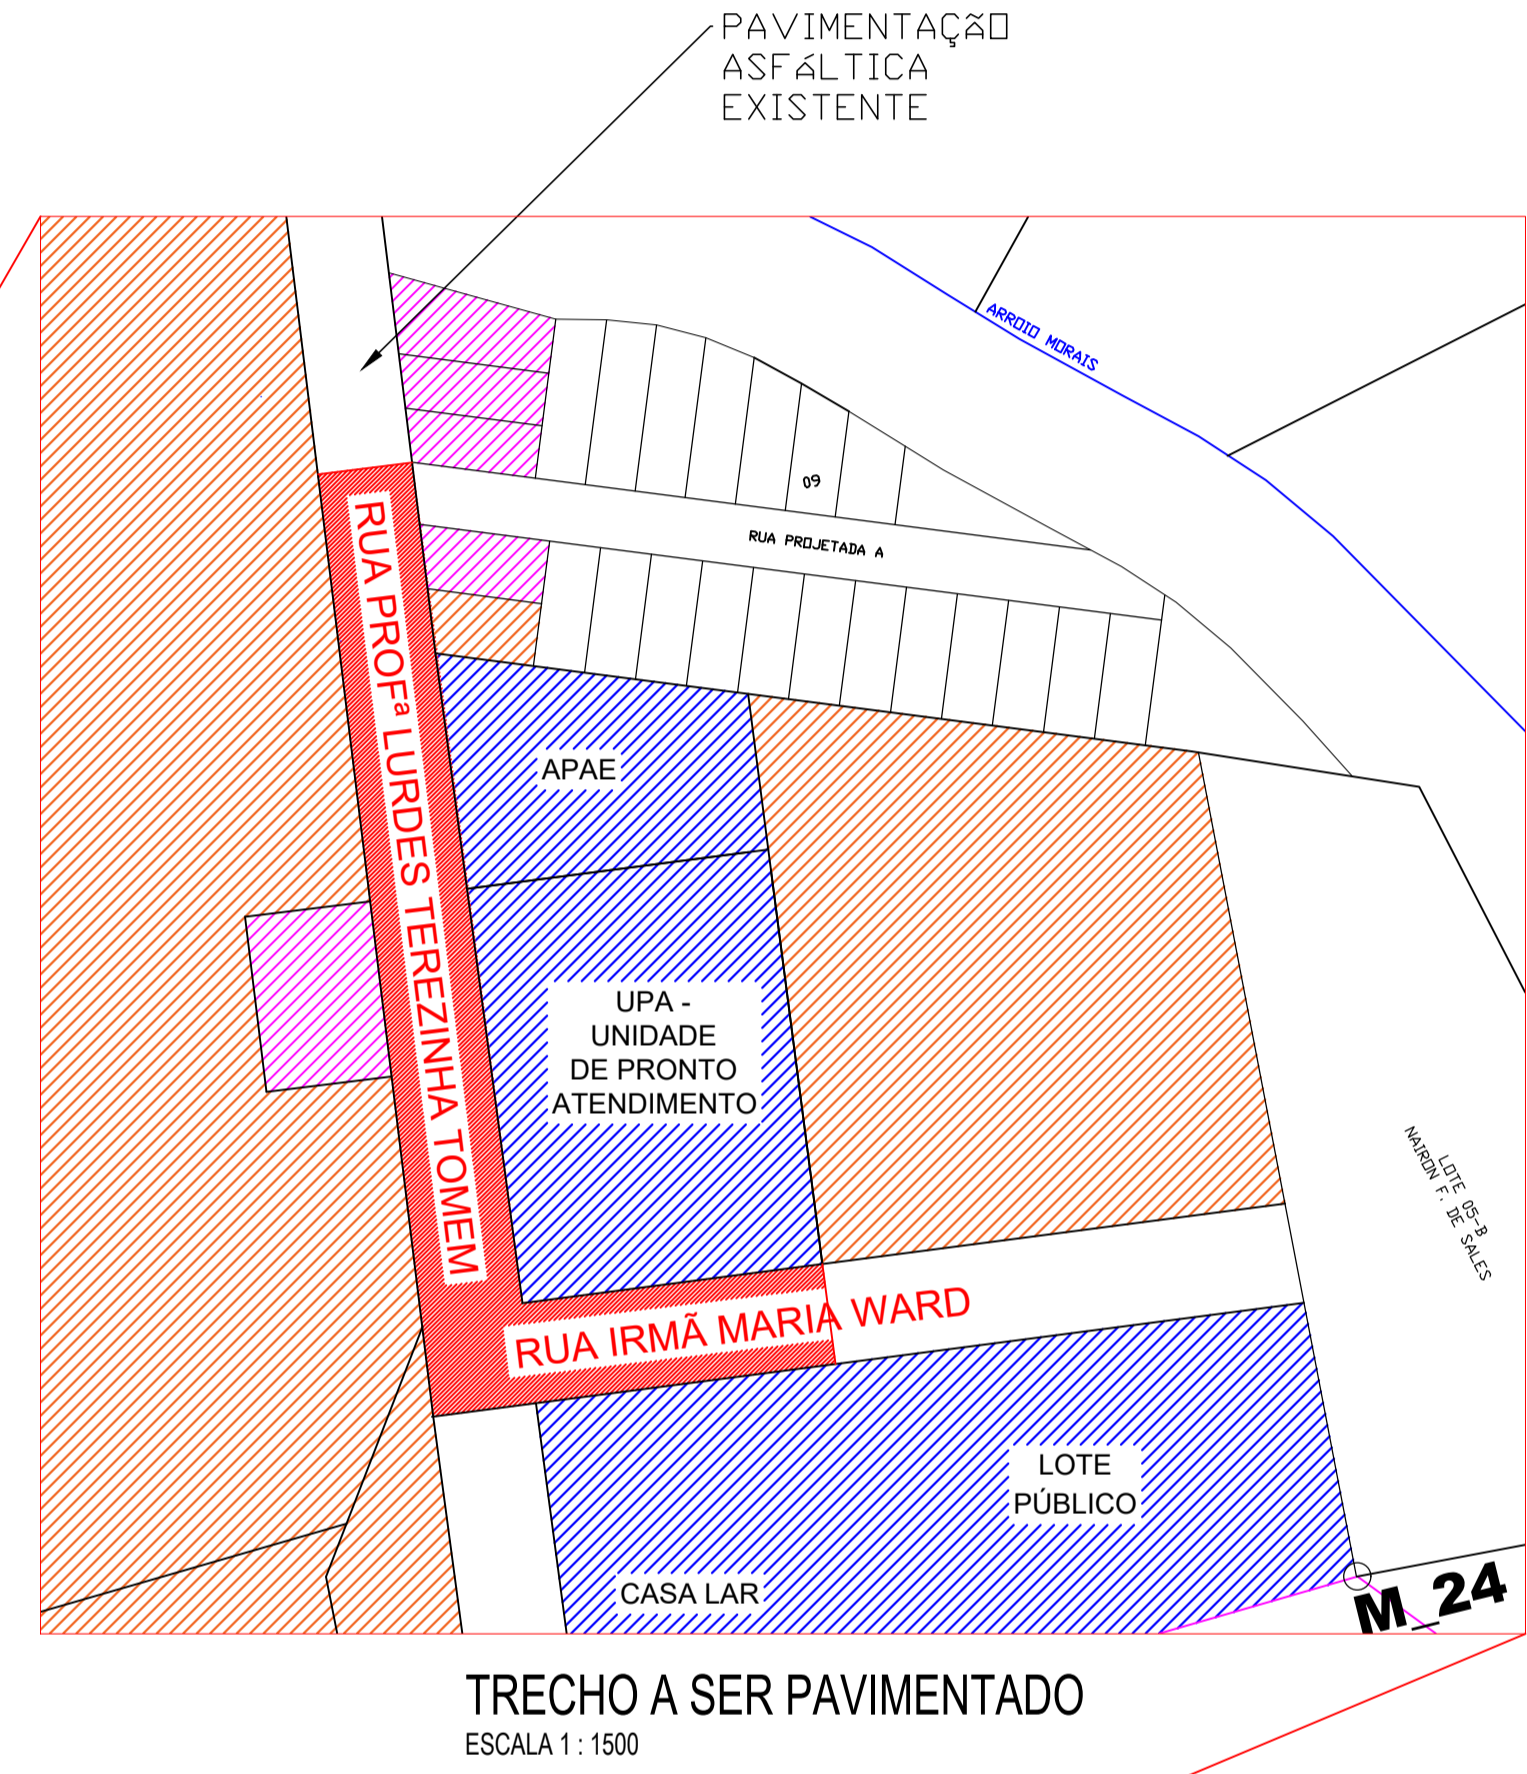 PAVIMENTAÇÃO
ASFÁLTICA
EXISTENTE
ARROIO MORAIS
09
RUA PROJETADA A
RUA PROFª LURDES TEREZINHA TOMEM
APAE
UPA -
UNIDADE
DE PRONTO
ATENDIMENTO
LOTE 05-B
NAIRON F. DE SALES
RUA IRMÃ MARIA WARD
LOTE
PÚBLICO
CASA LAR
M_24
TRECHO A SER PAVIMENTADO
ESCALA 1 : 1500